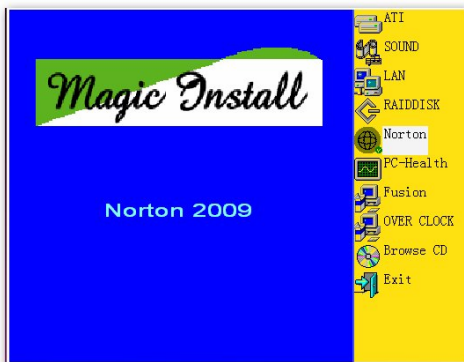 Magic Install
Norton 2009
ATI
SOUND
LAN
RAIDDISK
Norton
PC-Health
Fusion
OVER CLOCK
Browse CD
Exit